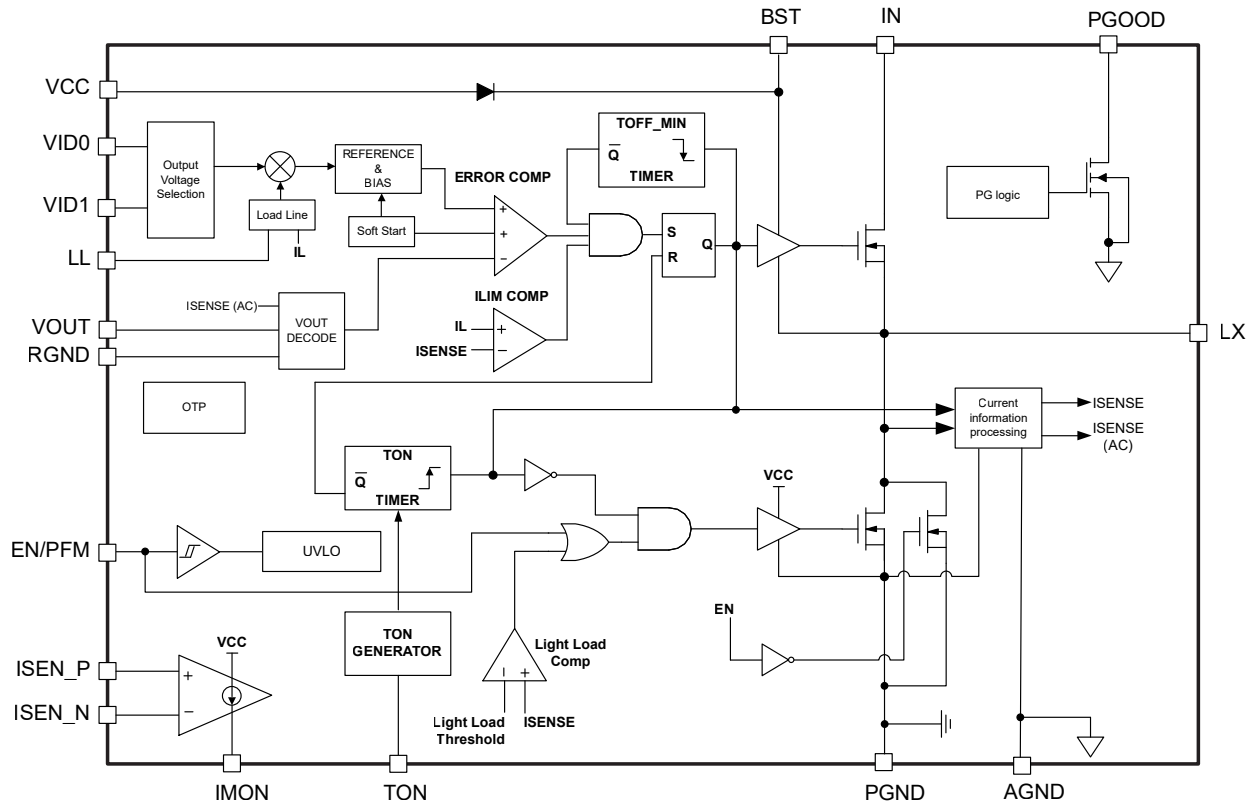 BST
IN
PGOOD
VCC
VID0
VID1
LL
VOUT
RGND
EN/PFM
ISEN_P
ISEN_N
Output
Voltage
Selection
Load Line
IL
REFERENCE
&
BIAS
Soft Start
ERROR COMP
+
+
−
TOFF_MIN
Q
TIMER
S
R
Q
PG logic
ISENSE (AC)
VOUT
DECODE
ILIM COMP
IL
+
ISENSE
−
LX
OTP
TON
Q
TIMER
Current
information
processing
ISENSE
ISENSE
(AC)
VCC
UVLO
TON
GENERATOR
Light Load
Comp
−
+
Light Load
Threshold
ISENSE
EN
VCC
+
−
IMON
TON
PGND
AGND